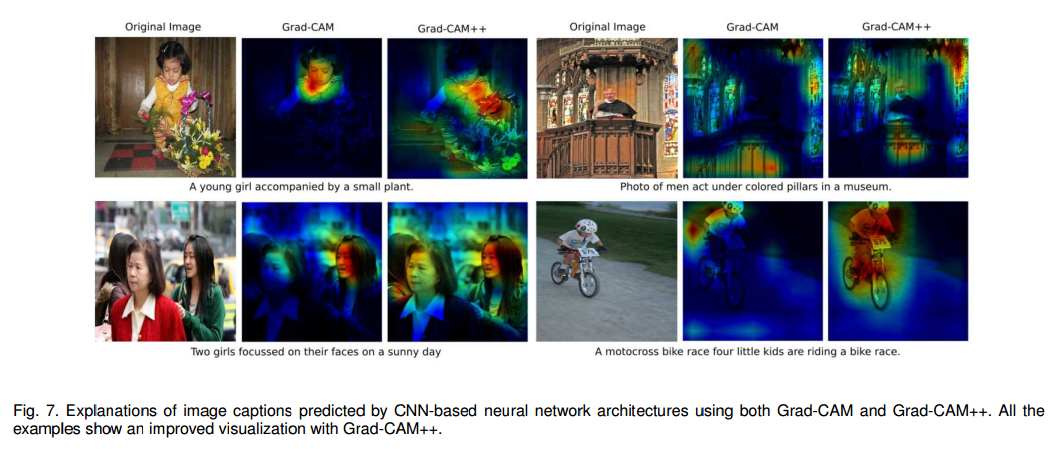 Original Image Grad-CAM Grad-CAM++ Original Image Grad-CAM Grad-CAM++
A young girl accompanied by a small plant. Photo of men act under colored pillars in a museum.
Two girls focussed on their faces on a sunny day A motocross bike race four little kids are riding a bike race.
Fig. 7. Explanations of image captions predicted by CNN-based neural network architectures using both Grad-CAM and Grad-CAM++. All the
examples show an improved visualization with Grad-CAM++.